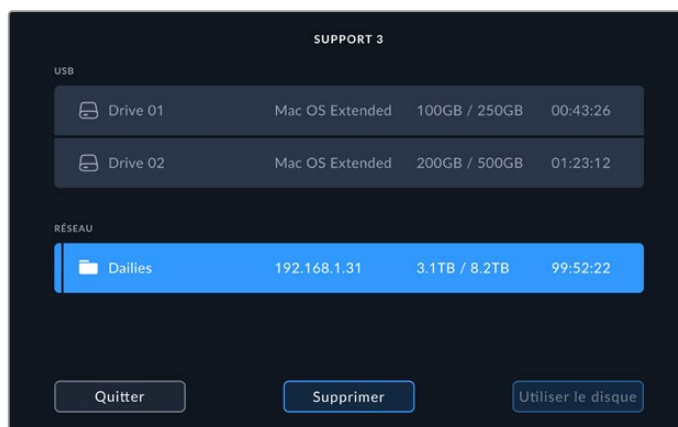 SUPPORT 3
USB
Drive 01 Mac OS Extended 100GB / 250GB 00:43:26
Drive 02 Mac OS Extended 200GB / 500GB 01:23:12
RÉSEAU
Dailies 192.168.1.31 3.1TB / 8.2TB 99:52:22
Quitter Supprimer Utiliser le disque